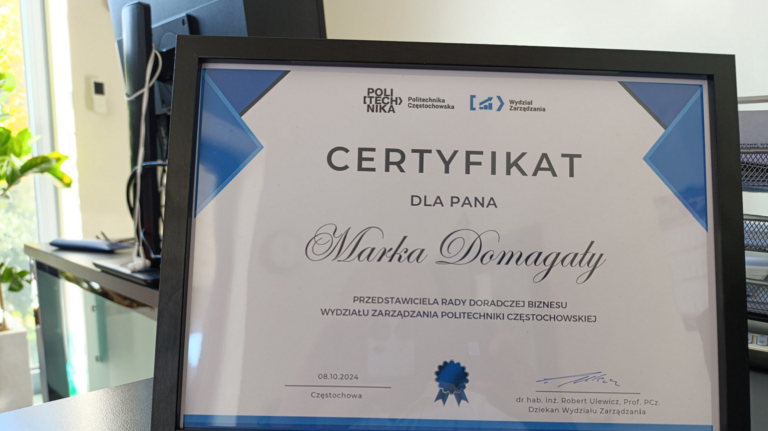 POLI
[TECH]
NIKA
Politechnika
Częstochowska
Wydział
Zarządzania
CERTYFIKAT
DLA PANA
Marka Domagały
PRZEDSTAWICIELA RADY DORADCZEJ BIZNESU
WYDZIAŁU ZARZĄDZANIA POLITECHNIKI CZĘSTOCHOWSKIEJ
08.10.2024
Częstochowa
dr hab. inż. Robert Ulewicz, Prof. PCz.
Dziekan Wydziału Zarządzania